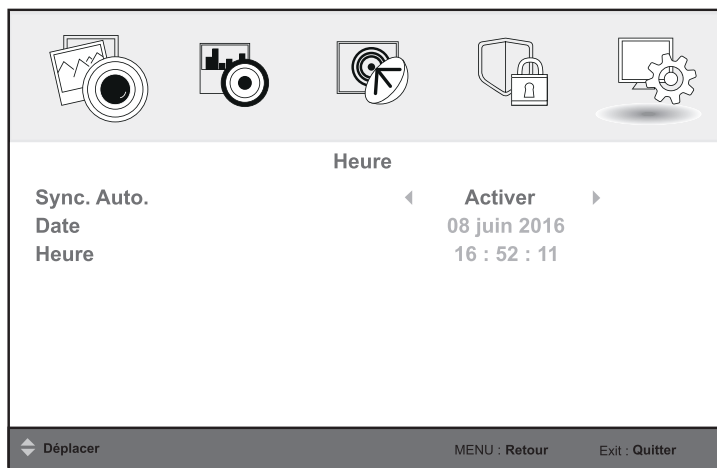 Heure
Sync. Auto. Activer
Date 08 juin 2016
Heure 16 : 52 : 11
Déplacer MENU : Retour Exit : Quitter